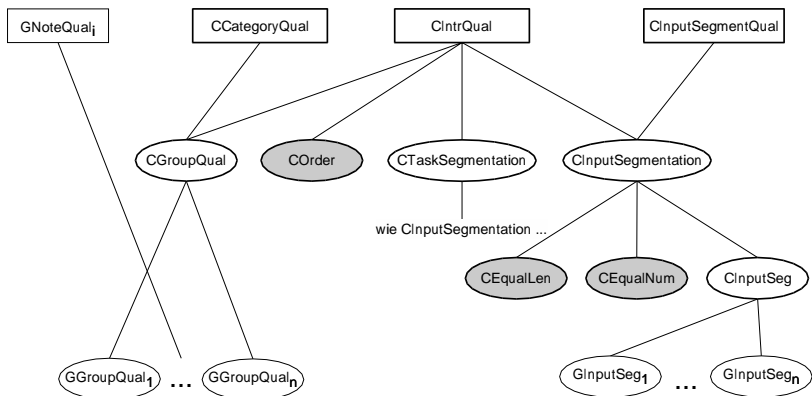 GNoteQuali
CCategoryQual
CIntrQual
CInputSegmentQual
CGroupQual
COrder
CTaskSegmentation
CInputSegmentation
wie CInputSegmentation ...
CEqualLen
CEqualNum
CInputSeg
GGroupQual1
...
GGroupQualn
GInputSeg1
...
GInputSegn